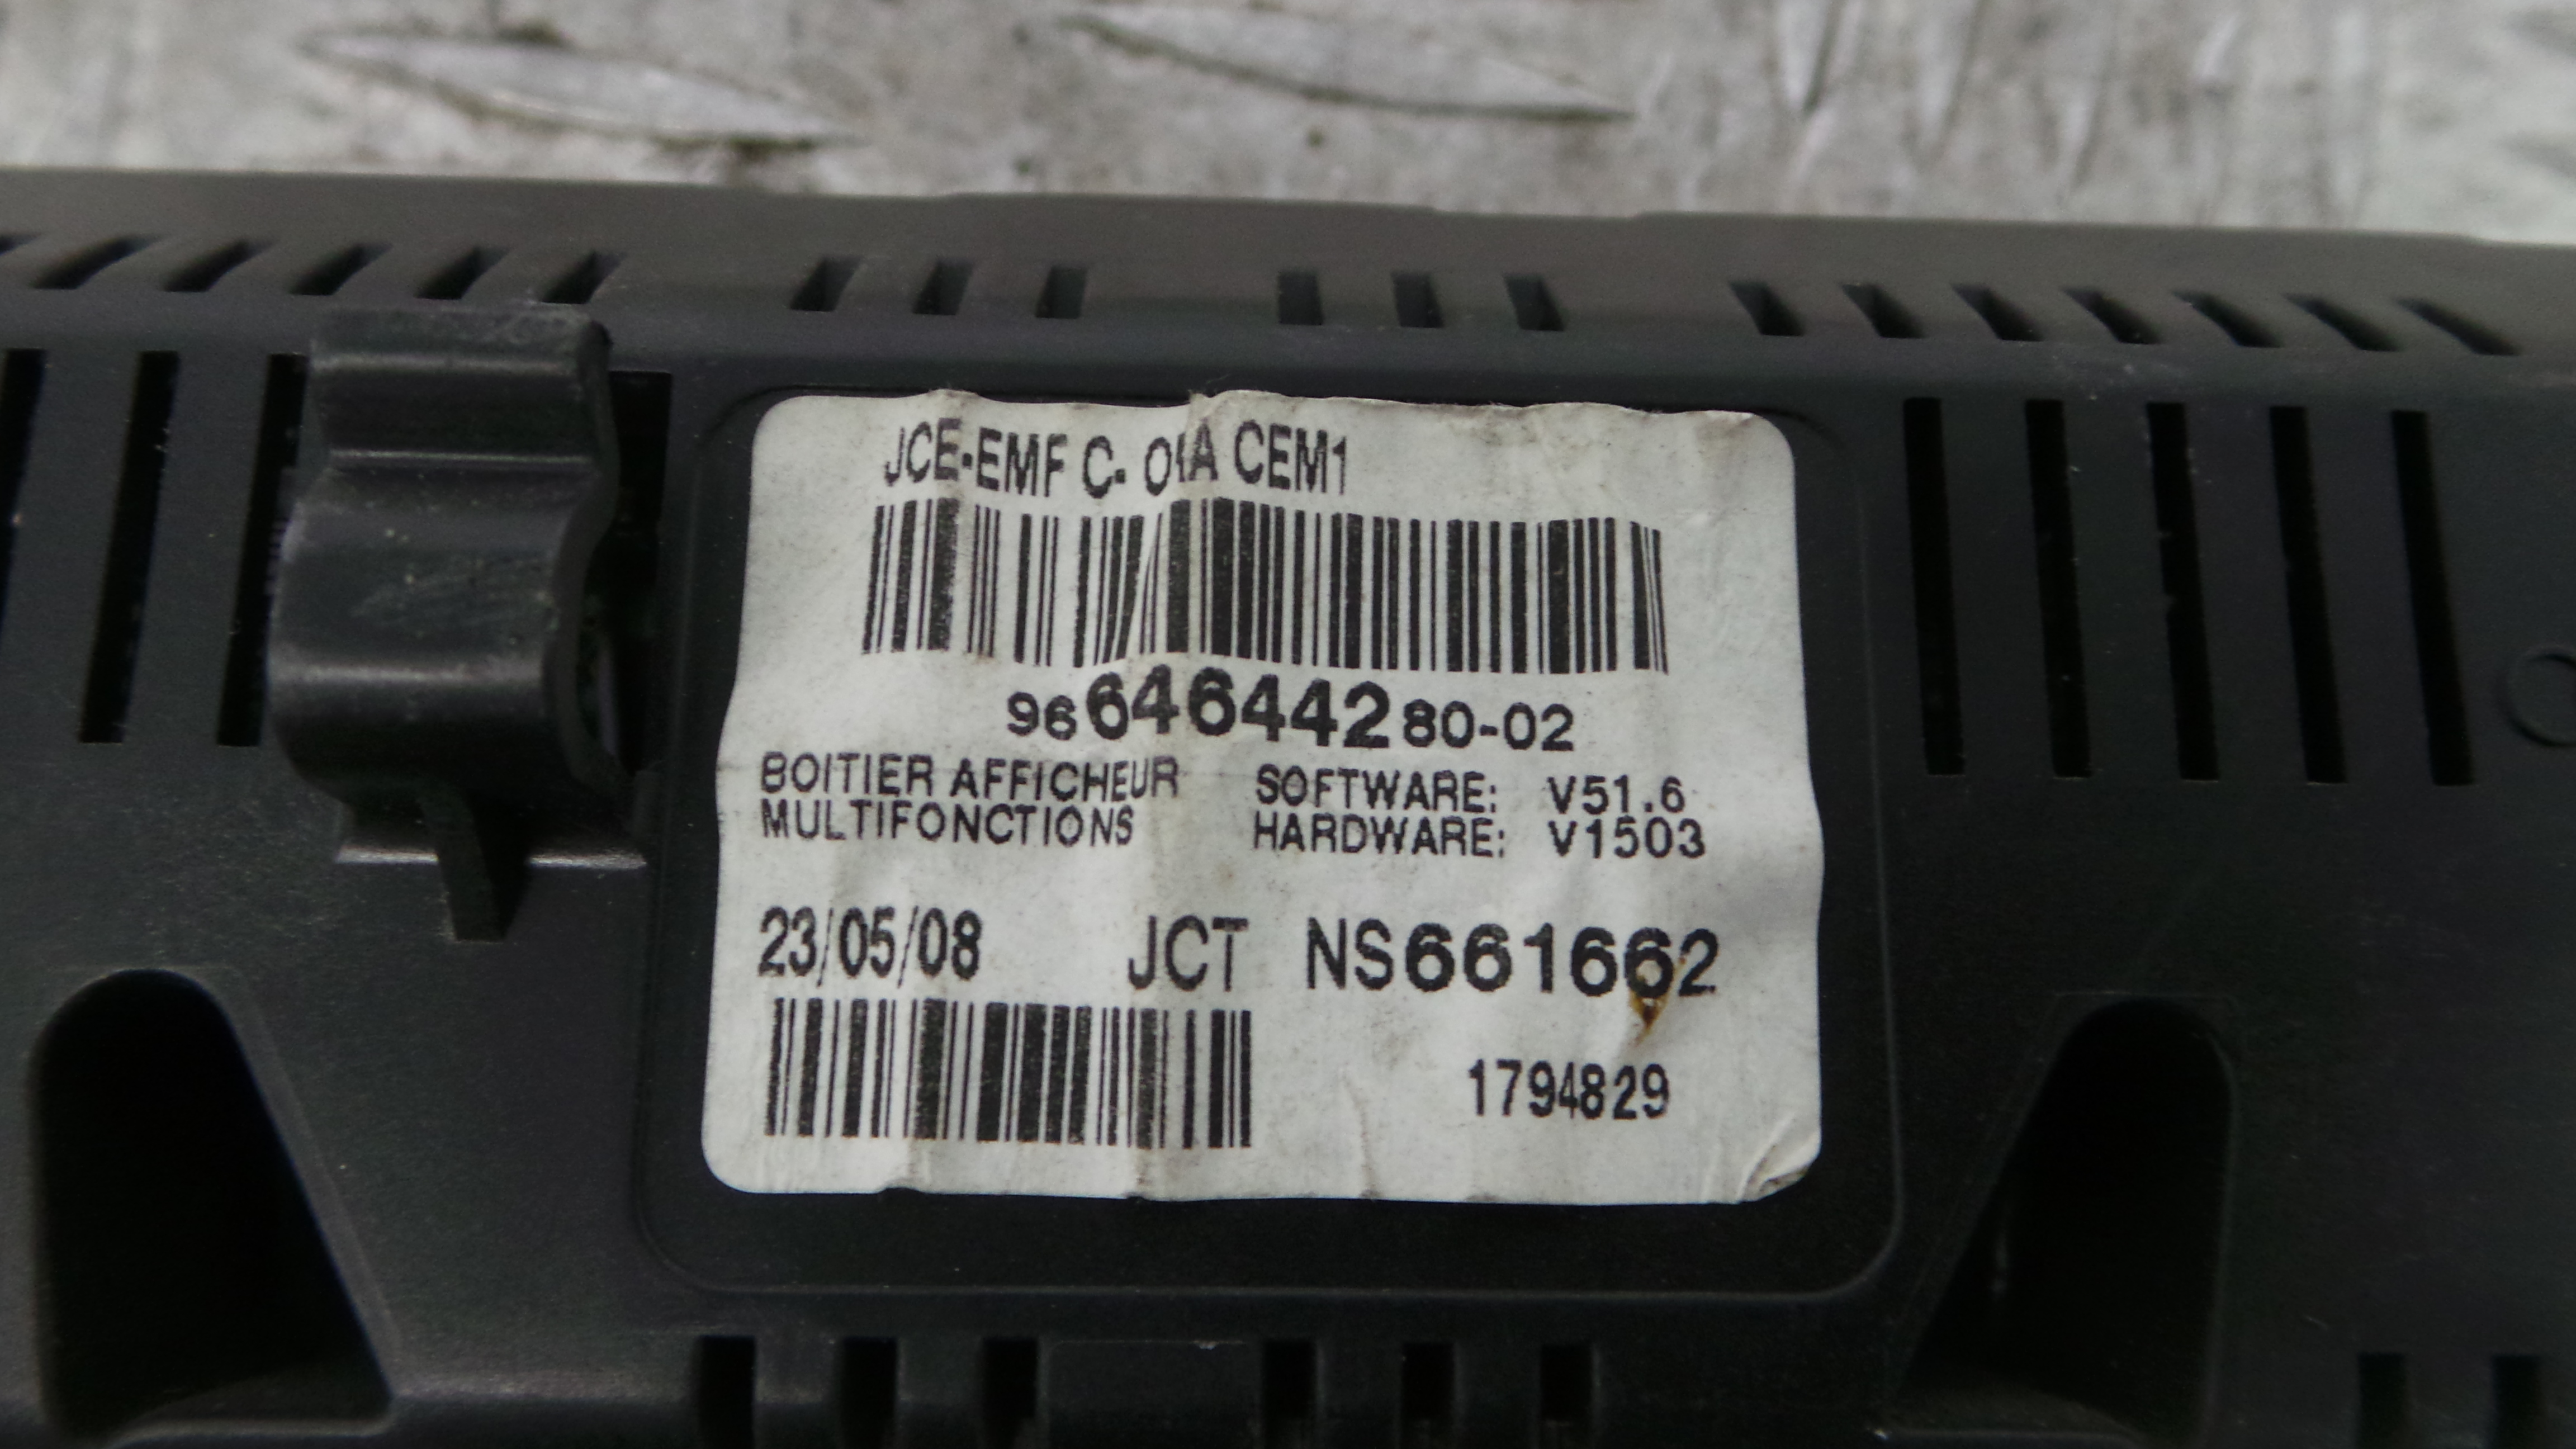 JCE-EMF C- CEM1
9664644280-02
BOITIER AFFICHEUR
MULTIFONCTIONS
SOFTWARE: V51.6
HARDWARE: V1503
23/05/08 JCT NS661662
1794829